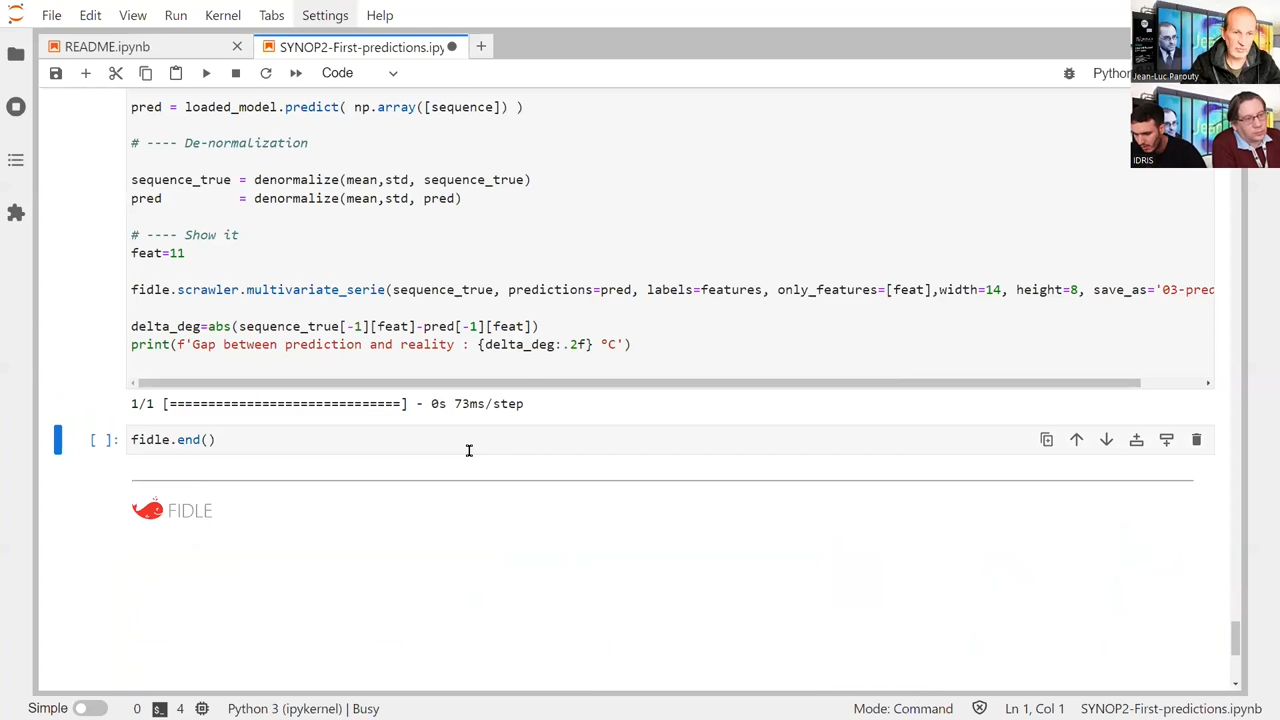 File Edit View Run Kernel Tabs Settings Help
README.ipynb
SYNOP2-First-predictions.ipy
Code
Python
pred = loaded_model.predict( np.array([sequence]) )
# ---- De-normalization
sequence_true = denormalize(mean,std, sequence_true)
pred = denormalize(mean,std, pred)
# ---- Show it
feat=11
fidle.scrawler.multivariate_serie(sequence_true, predictions=pred, labels=features, only_features=[feat],width=14, height=8, save_as='03-pred
delta_deg=abs(sequence_true[-1][feat]-pred[-1][feat])
print(f'Gap between prediction and reality : {delta_deg:.2f} °C')
1/1 [==============================] - 0s 73ms/step
[ ]: fidle.end()
FIDLE
Jean-Luc Parouty
IDRIS
Simple 0 4 Python 3 (ipykernel) | Busy Mode: Command Ln 1, Col 1 SYNOP2-First-predictions.ipynb